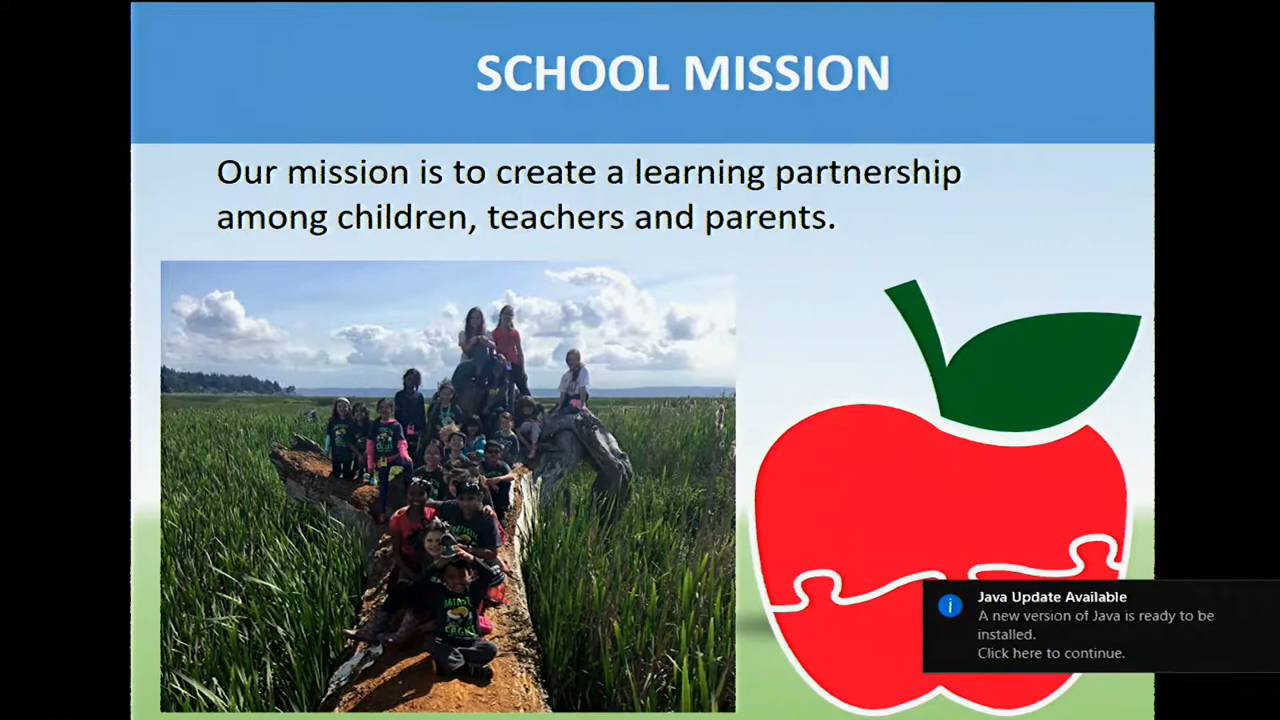 SCHOOL MISSION
Our mission is to create a learning partnership
among children, teachers and parents.
Java Update Available
A new version of Java is ready to be
installed.
Click here to continue.